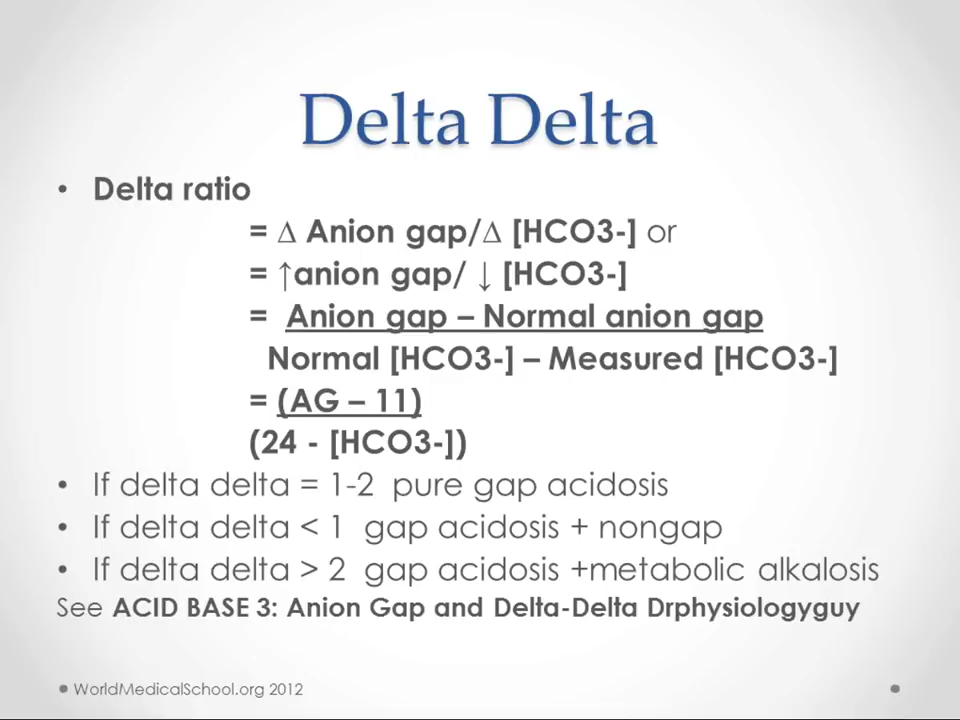 Delta Delta
• Delta ratio
= ∆ Anion gap/∆ [HCO3-] or
= ↑anion gap/ ↓ [HCO3-]
= Anion gap – Normal anion gap
Normal [HCO3-] – Measured [HCO3-]
= (AG – 11)
(24 - [HCO3-])
• If delta delta = 1-2 pure gap acidosis
• If delta delta < 1 gap acidosis + nongap
• If delta delta > 2 gap acidosis +metabolic alkalosis
See ACID BASE 3: Anion Gap and Delta-Delta Drphysiologyguy
WorldMedicalSchool.org 2012